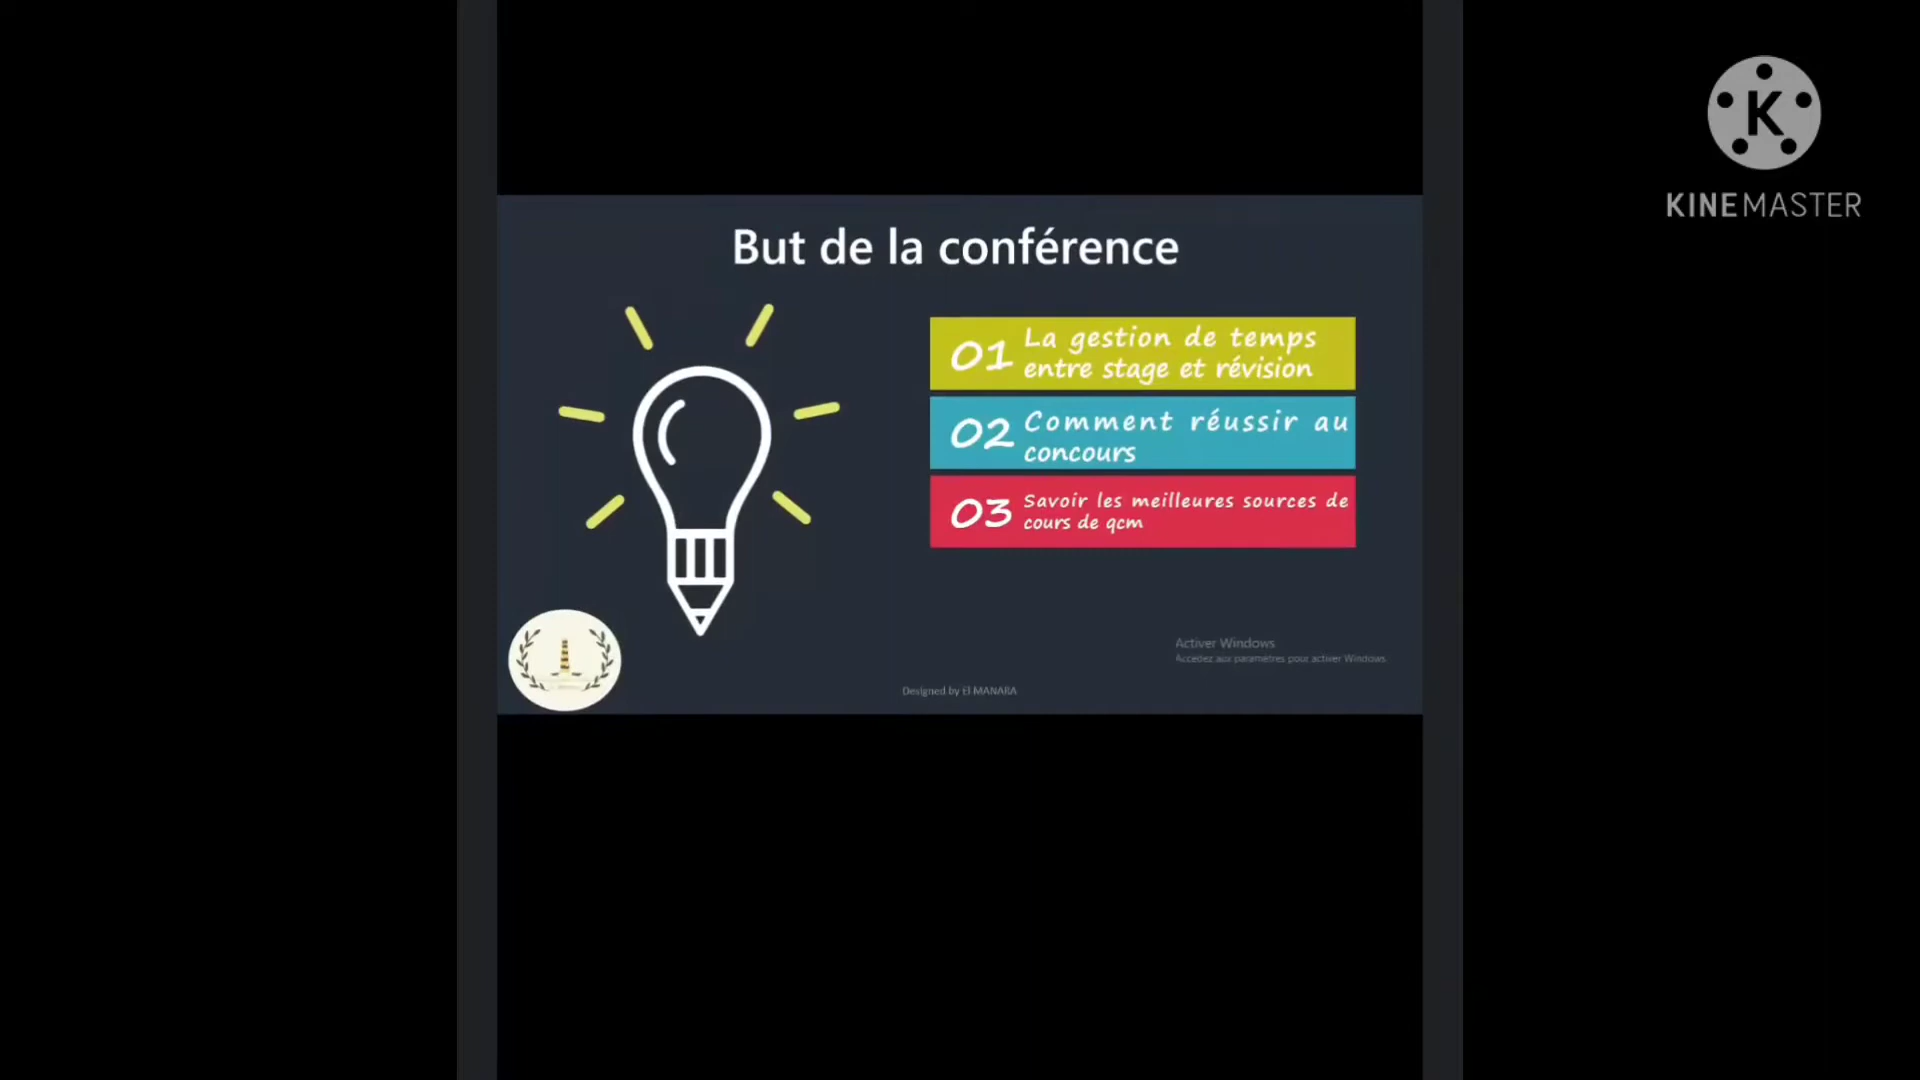 K
KINEMASTER
But de la conférence
01 La gestion de temps
entre stage et révision
02 Comment réussir au
concours
03 Savoir les meilleures sources de
cours de qcm
Activer Windows
Accédez aux paramètres pour activer Windows.
Designed by El MANARA